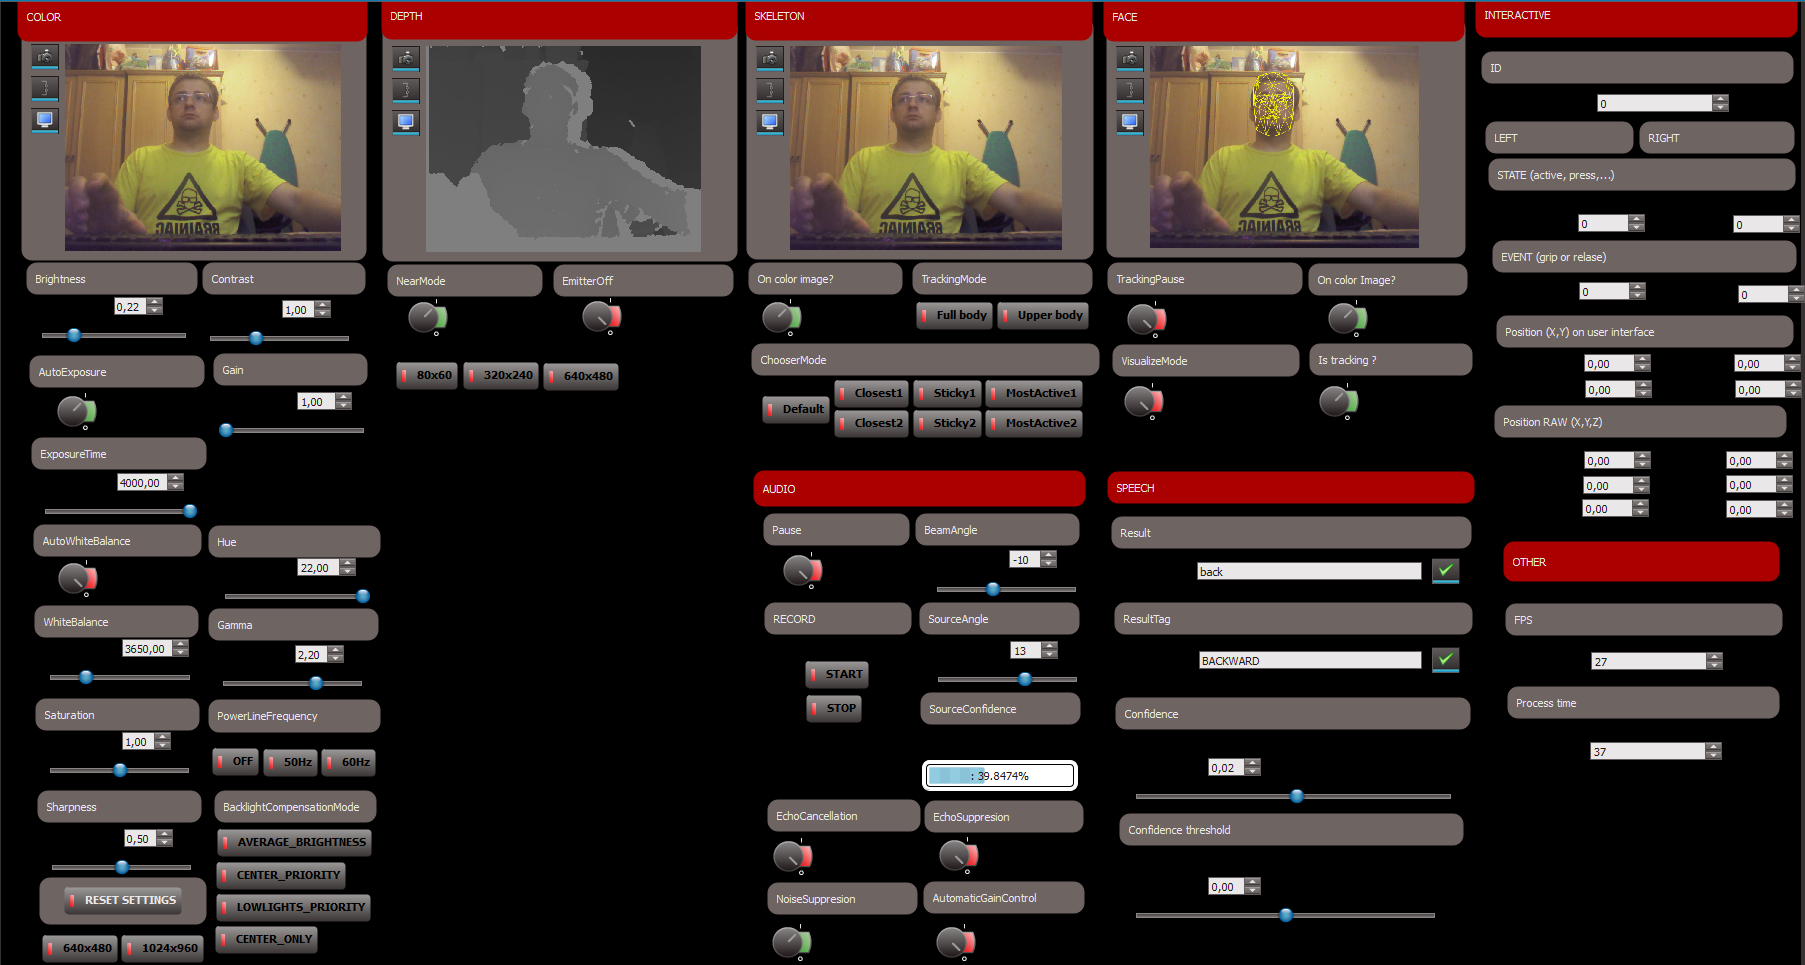 COLOR
BRAINIAC
Brightness
Contrast
0,22
1,00
AutoExposure
Gain
1,00
ExposureTime
4000,00
AutoWhiteBalance
Hue
22,00
WhiteBalance
Gamma
3650,00
2,20
Saturation
PowerLineFrequency
1,00
OFF
50Hz
60Hz
Sharpness
BacklightCompensationMode
0,50
AVERAGE_BRIGHTNESS
CENTER_PRIORITY
RESET SETTINGS
LOWLIGHTS_PRIORITY
CENTER_ONLY
640x480
1024x960
DEPTH
NearMode
EmitterOff
80x60
320x240
640x480
SKELETON
BRAINIAC
On color image?
TrackingMode
Full body
Upper body
ChooserMode
Default
Closest1
Sticky1
MostActive1
Closest2
Sticky2
MostActive2
AUDIO
Pause
BeamAngle
-10
RECORD
SourceAngle
13
START
STOP
SourceConfidence
: 39.8474%
EchoCancellation
EchoSuppresion
NoiseSuppresion
AutomaticGainControl
FACE
BRAINIAC
TrackingPause
On color Image?
VisualizeMode
Is tracking ?
SPEECH
Result
back
ResultTag
BACKWARD
Confidence
0,02
Confidence threshold
0,00
INTERACTIVE
ID
0
LEFT
RIGHT
STATE (active, press,...)
0
0
EVENT (grip or relase)
0
0
Position (X,Y) on user interface
0,00
0,00
0,00
0,00
Position RAW (X,Y,Z)
0,00
0,00
0,00
0,00
0,00
0,00
OTHER
FPS
27
Process time
37